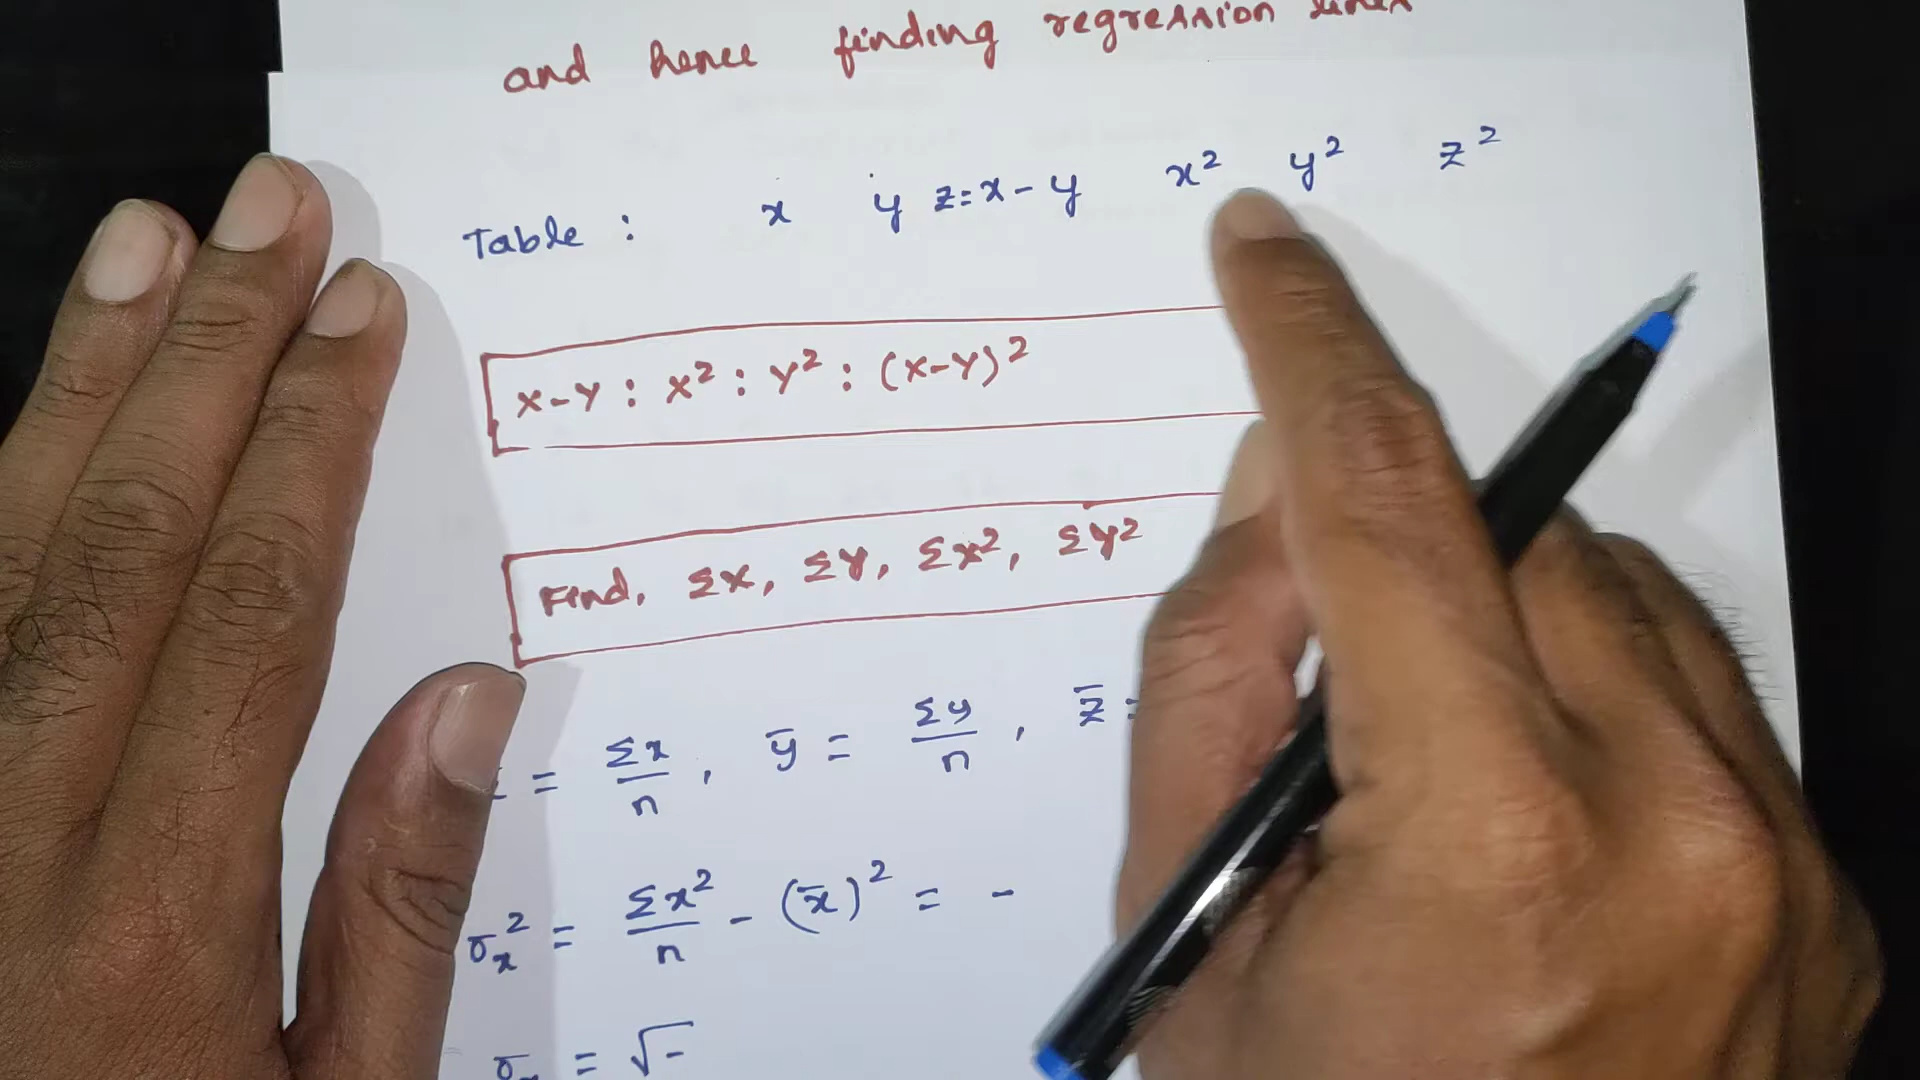 and hence finding regression lines
Table : x y z=x-y x² y² z²
x-y : x² : y² : (x-y)²
Find, Σx, Σy, Σx², Σy²
= Σx/n , ȳ = Σy/n , z̄ =
σₓ² = Σx²/n - (x̄)² = -
= √-